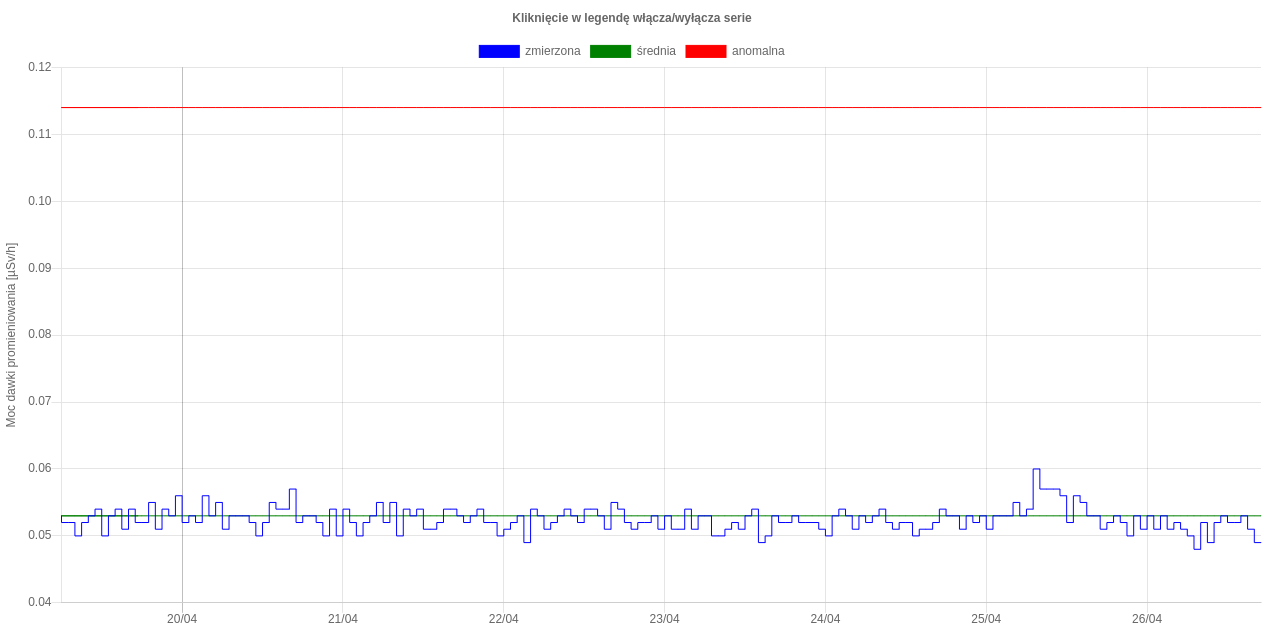 Kliknięcie w legendę włącza/wyłącza serie
zmierzona średnia anomalna
0.12
0.11
0.10
0.09
0.08
0.07
0.06
0.05
0.04
Moc dawki promieniowania [µSv/h]
20/04 21/04 22/04 23/04 24/04 25/04 26/04